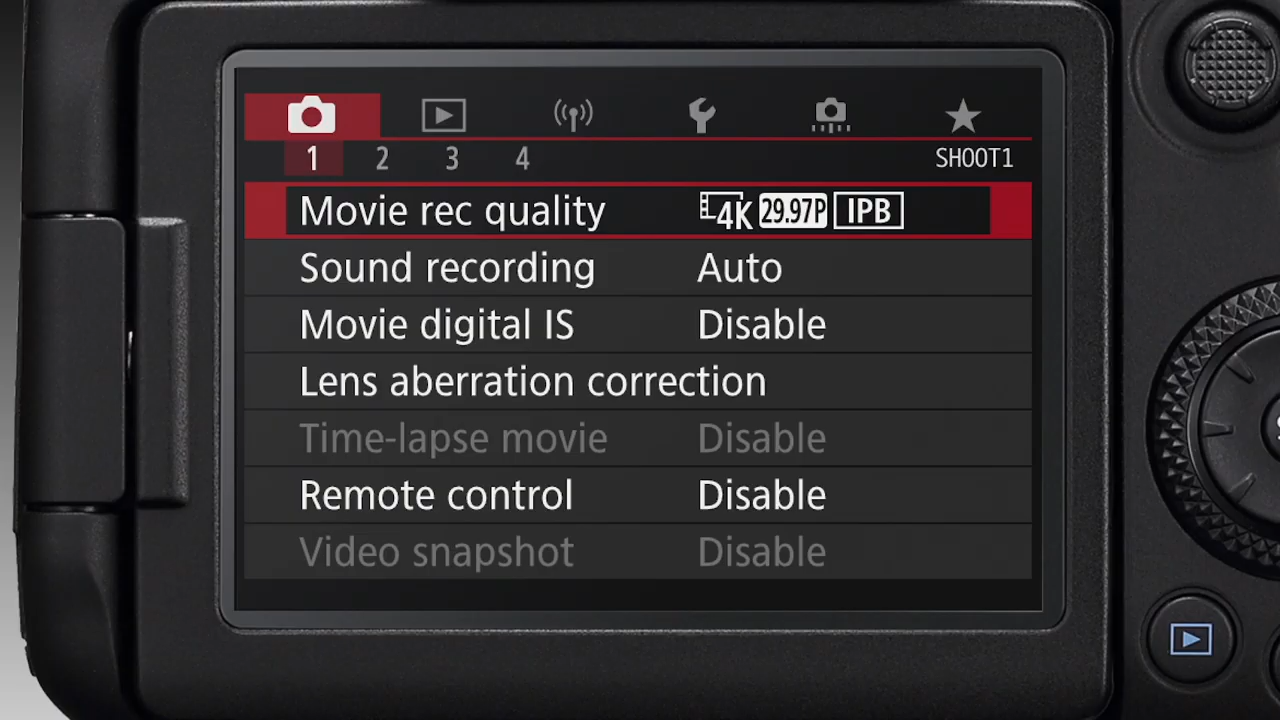 1 2 3 4 SHOOT1
Movie rec quality 4K 29.97P IPB
Sound recording Auto
Movie digital IS Disable
Lens aberration correction
Time-lapse movie Disable
Remote control Disable
Video snapshot Disable